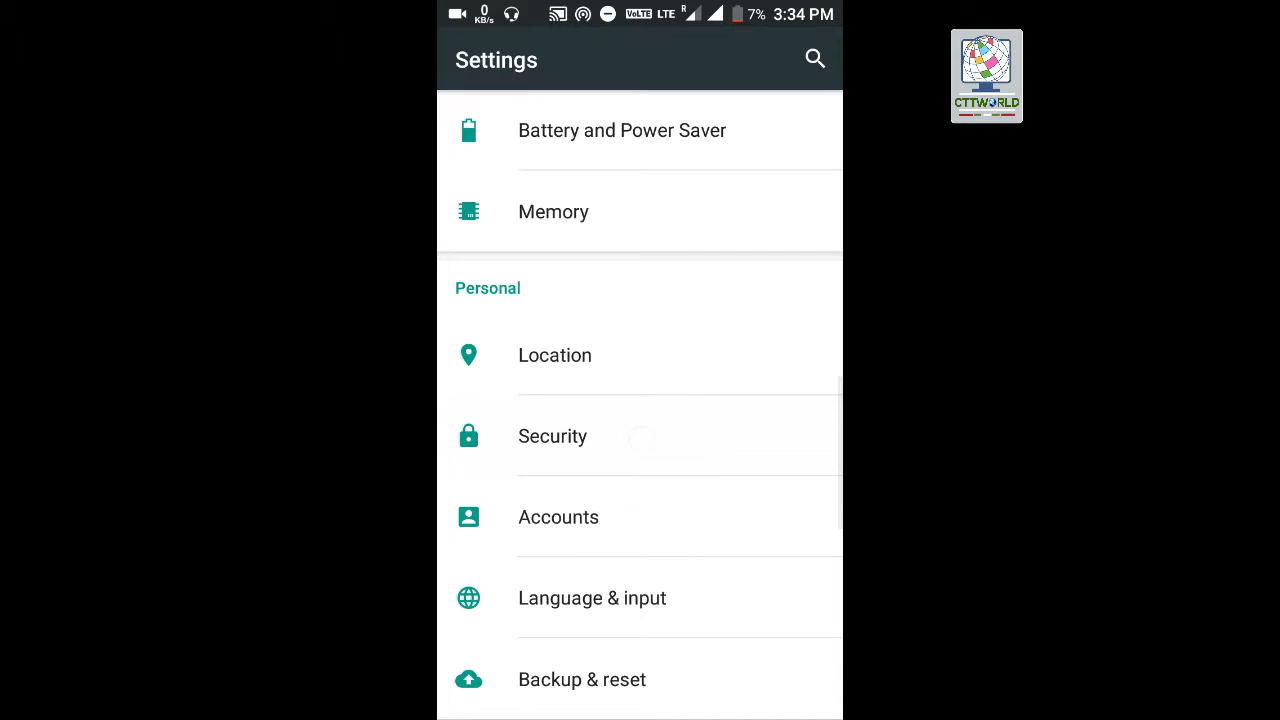 0 KB/s VoLTE LTE R 7% 3:34 PM
Settings
CTTWORLD
Battery and Power Saver
Memory
Personal
Location
Security
Accounts
Language & input
Backup & reset